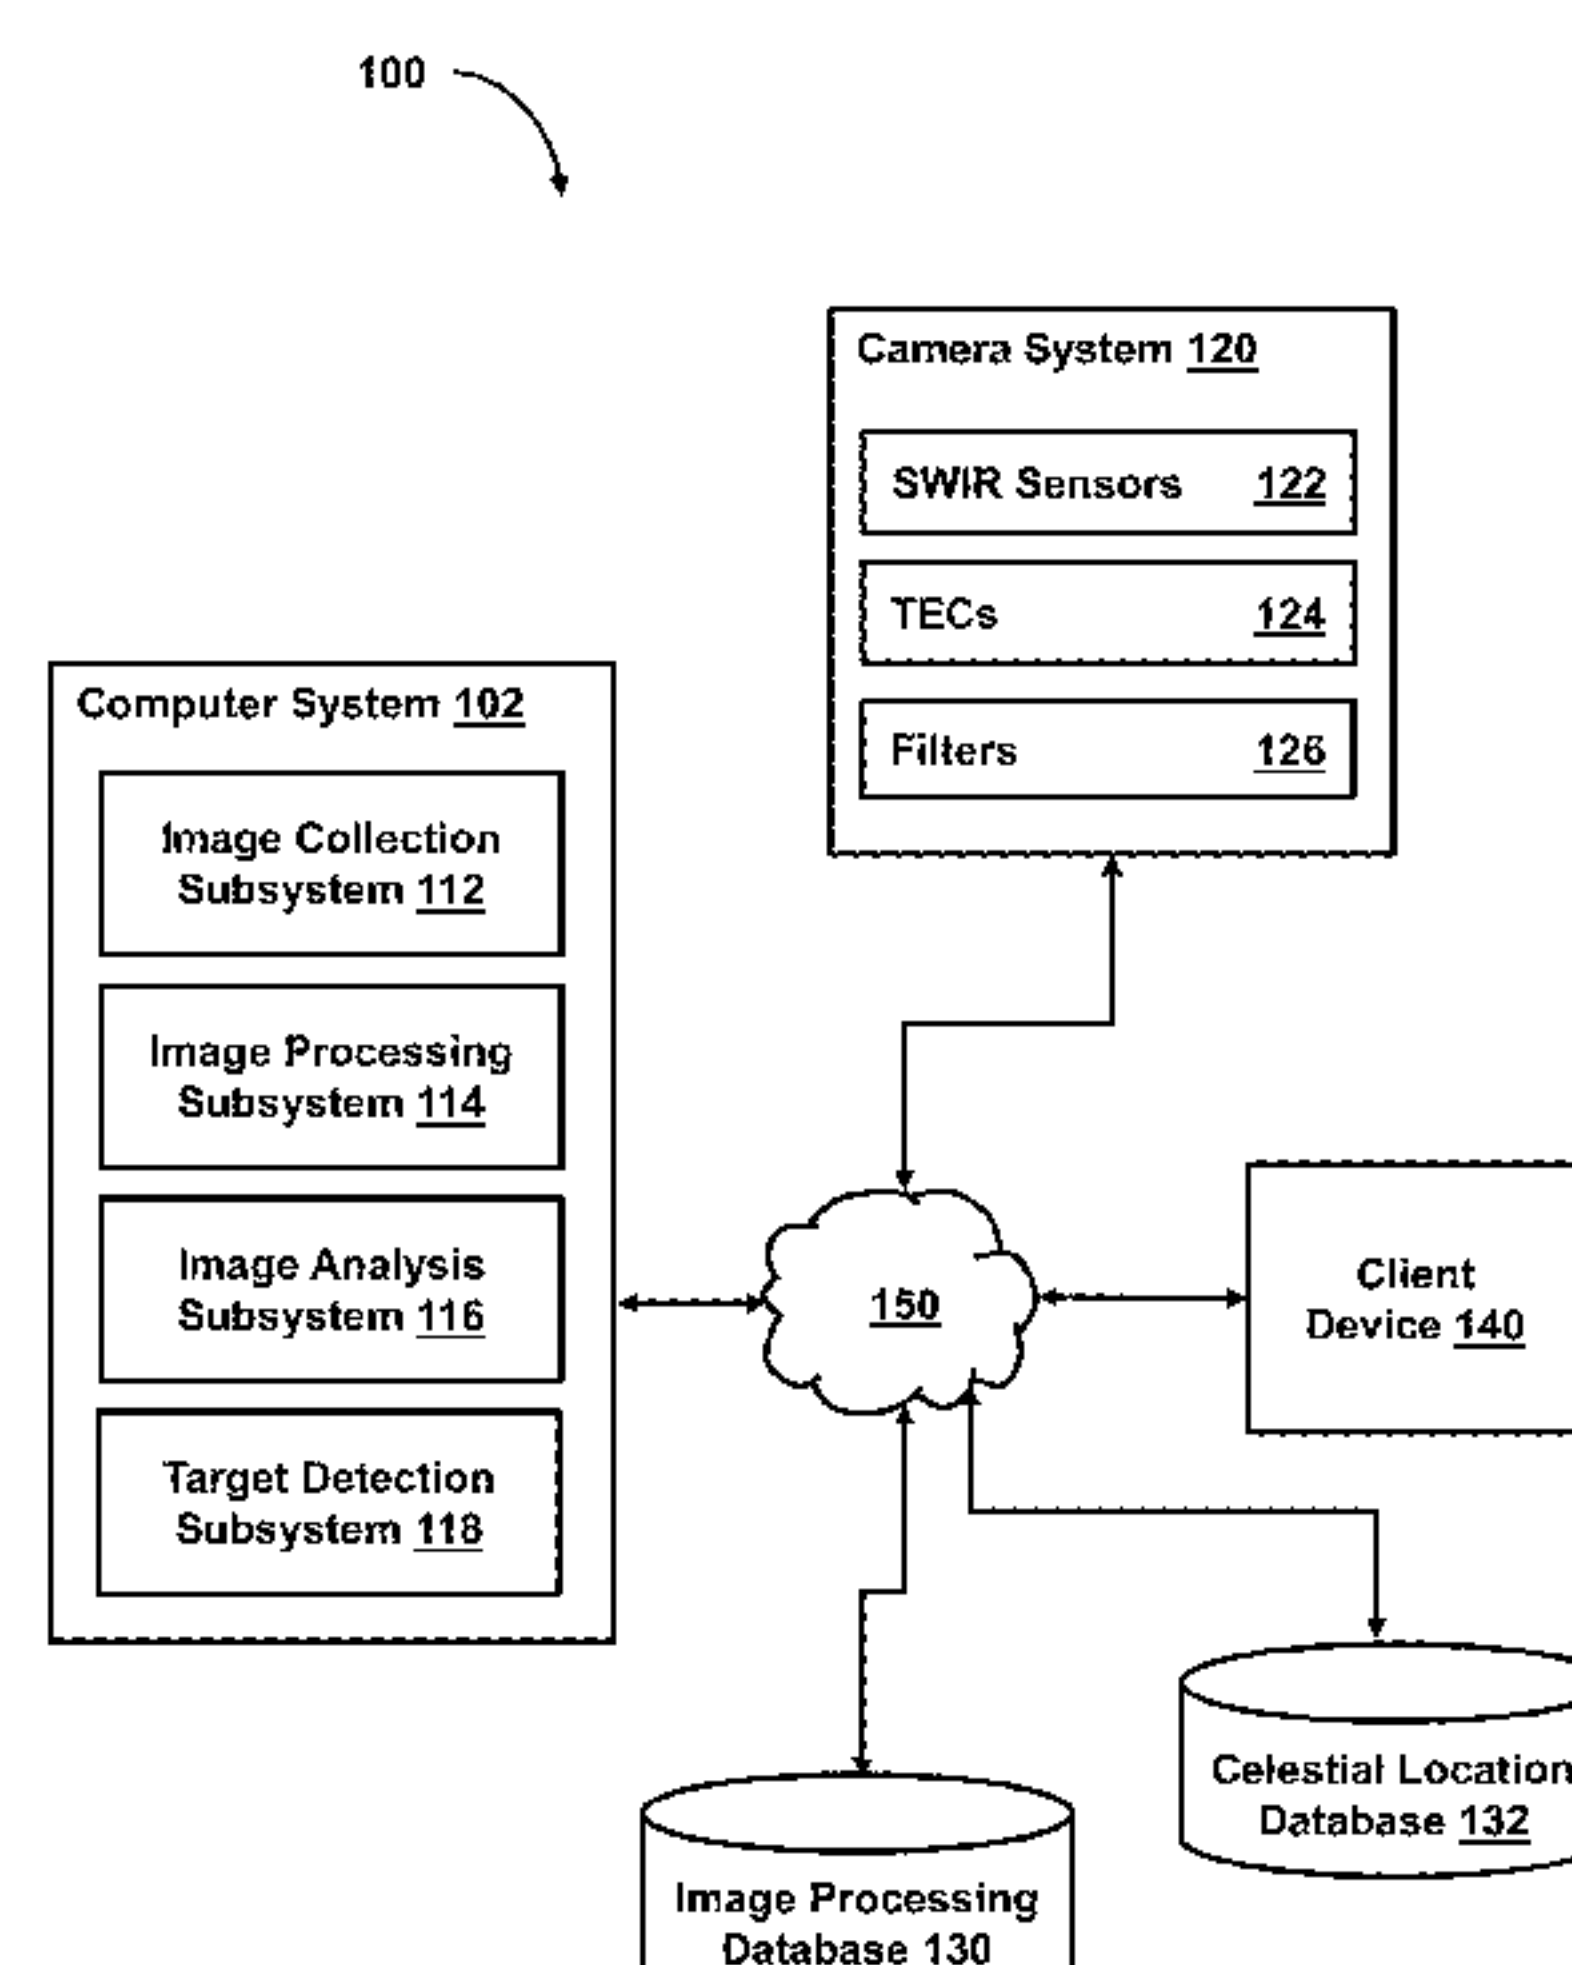 100
Camera System 120
SWIR Sensors 122
TECs 124
Filters 126
Computer System 102
Image Collection
Subsystem 112
Image Processing
Subsystem 114
Image Analysis
Subsystem 116
Target Detection
Subsystem 118
150
Client
Device 140
Celestial Location
Database 132
Image Processing
Database 130